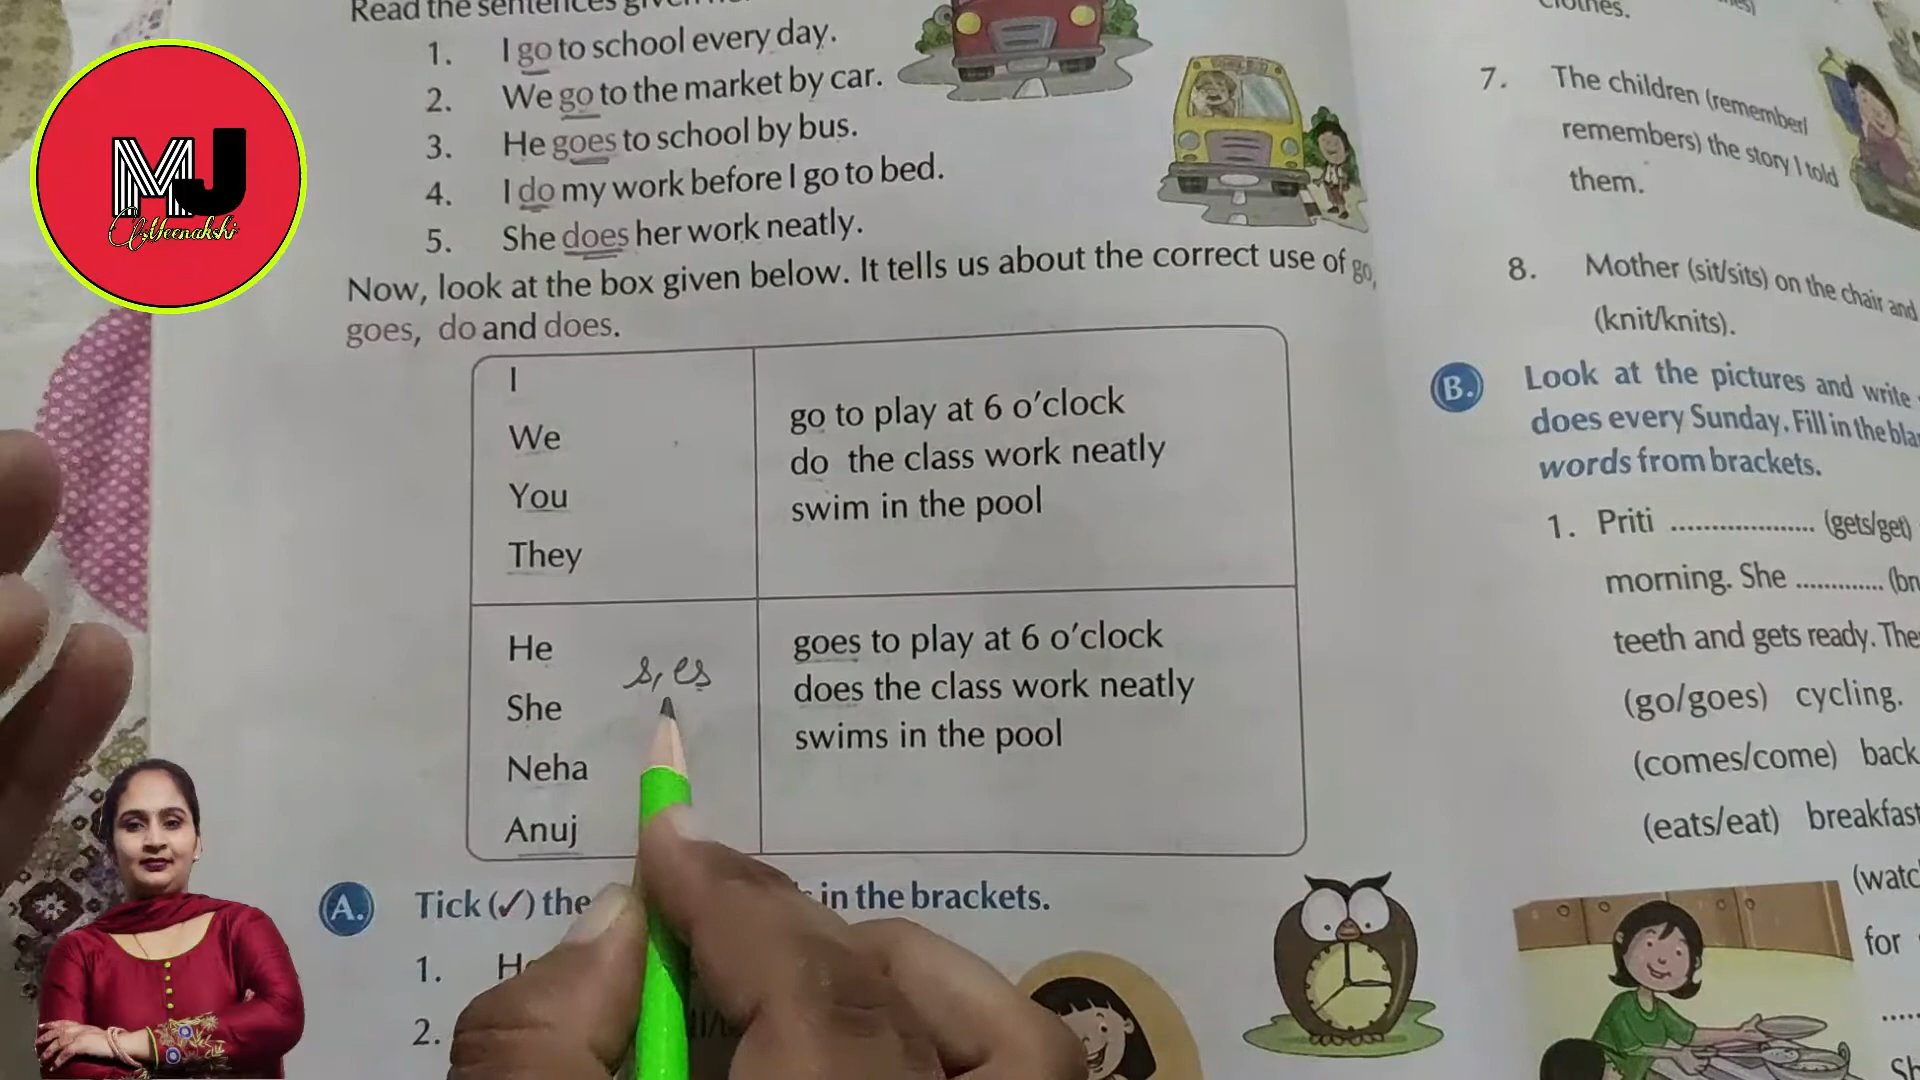 MJ
Meenakshi
Read the sentences
1. I go to school every day.
2. We go to the market by car.
3. He goes to school by bus.
4. I do my work before I go to bed.
5. She does her work neatly.
Now, look at the box given below. It tells us about the correct use of go,
goes, do and does.
I
We
You
They
go to play at 6 o'clock
do the class work neatly
swim in the pool
He
She
Neha
Anuj
s, es
goes to play at 6 o'clock
does the class work neatly
swims in the pool
A. Tick (✓) the in the brackets.
1.
2.
clothes.
7. The children (remember/
remembers) the story I told
them.
8. Mother (sit/sits) on the chair and
(knit/knits).
B. Look at the pictures and write
does every Sunday. Fill in the
words from brackets.
1. Priti .................... (gets/get)
morning. She .............
teeth and gets ready.
(go/goes) cycling.
(comes/come) back
(eats/eat) breakfast
for